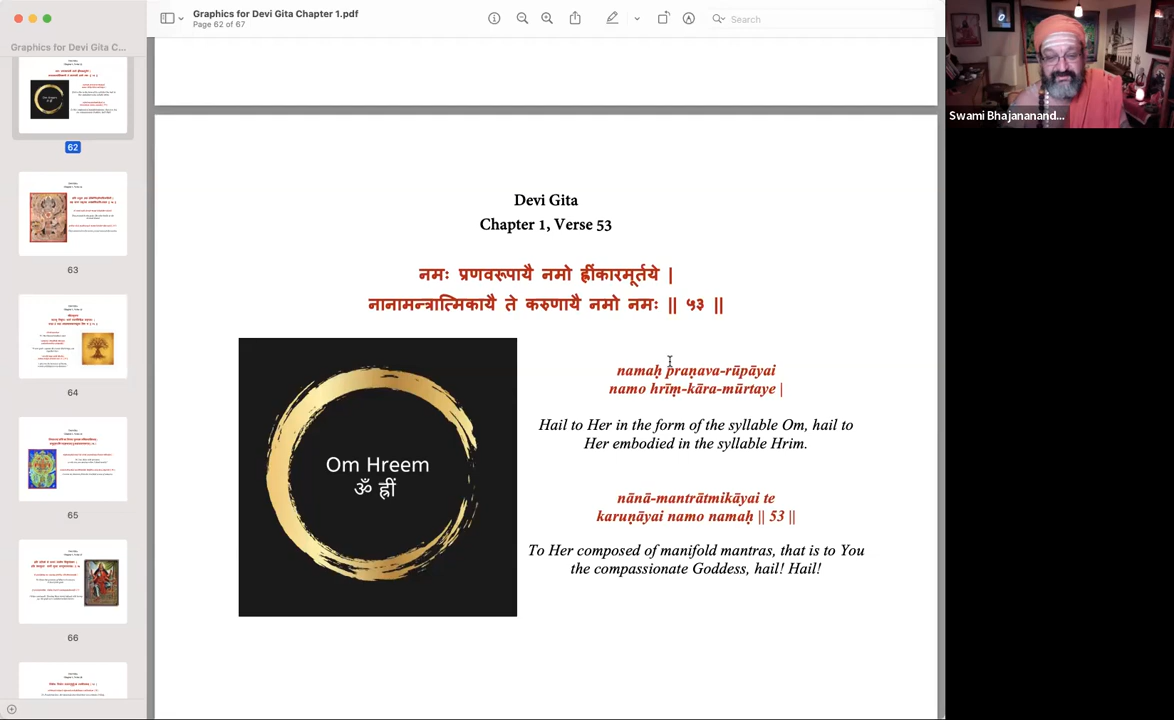 Graphics for Devi Gita Chapter 1.pdf
Page 62 of 67
Search
Graphics for Devi Gita C...
62
63
64
65
66
Swami Bhajananand...
Devi Gita
Chapter 1, Verse 53
नमः प्रणवरूपायै नमो ह्रींकारमूर्तये |
नानामन्त्रात्मिकायै ते करुणायै नमो नमः || ५३ ||
Om Hreem
ॐ ह्रीं
namaḥ praṇava-rūpāyai
namo hrīṃ-kāra-mūrtaye |
Hail to Her in the form of the syllable Om, hail to
Her embodied in the syllable Hrim.
nānā-mantrātmikāyai te
karuṇāyai namo namaḥ || 53 ||
To Her composed of manifold mantras, that is to You
the compassionate Goddess, hail! Hail!